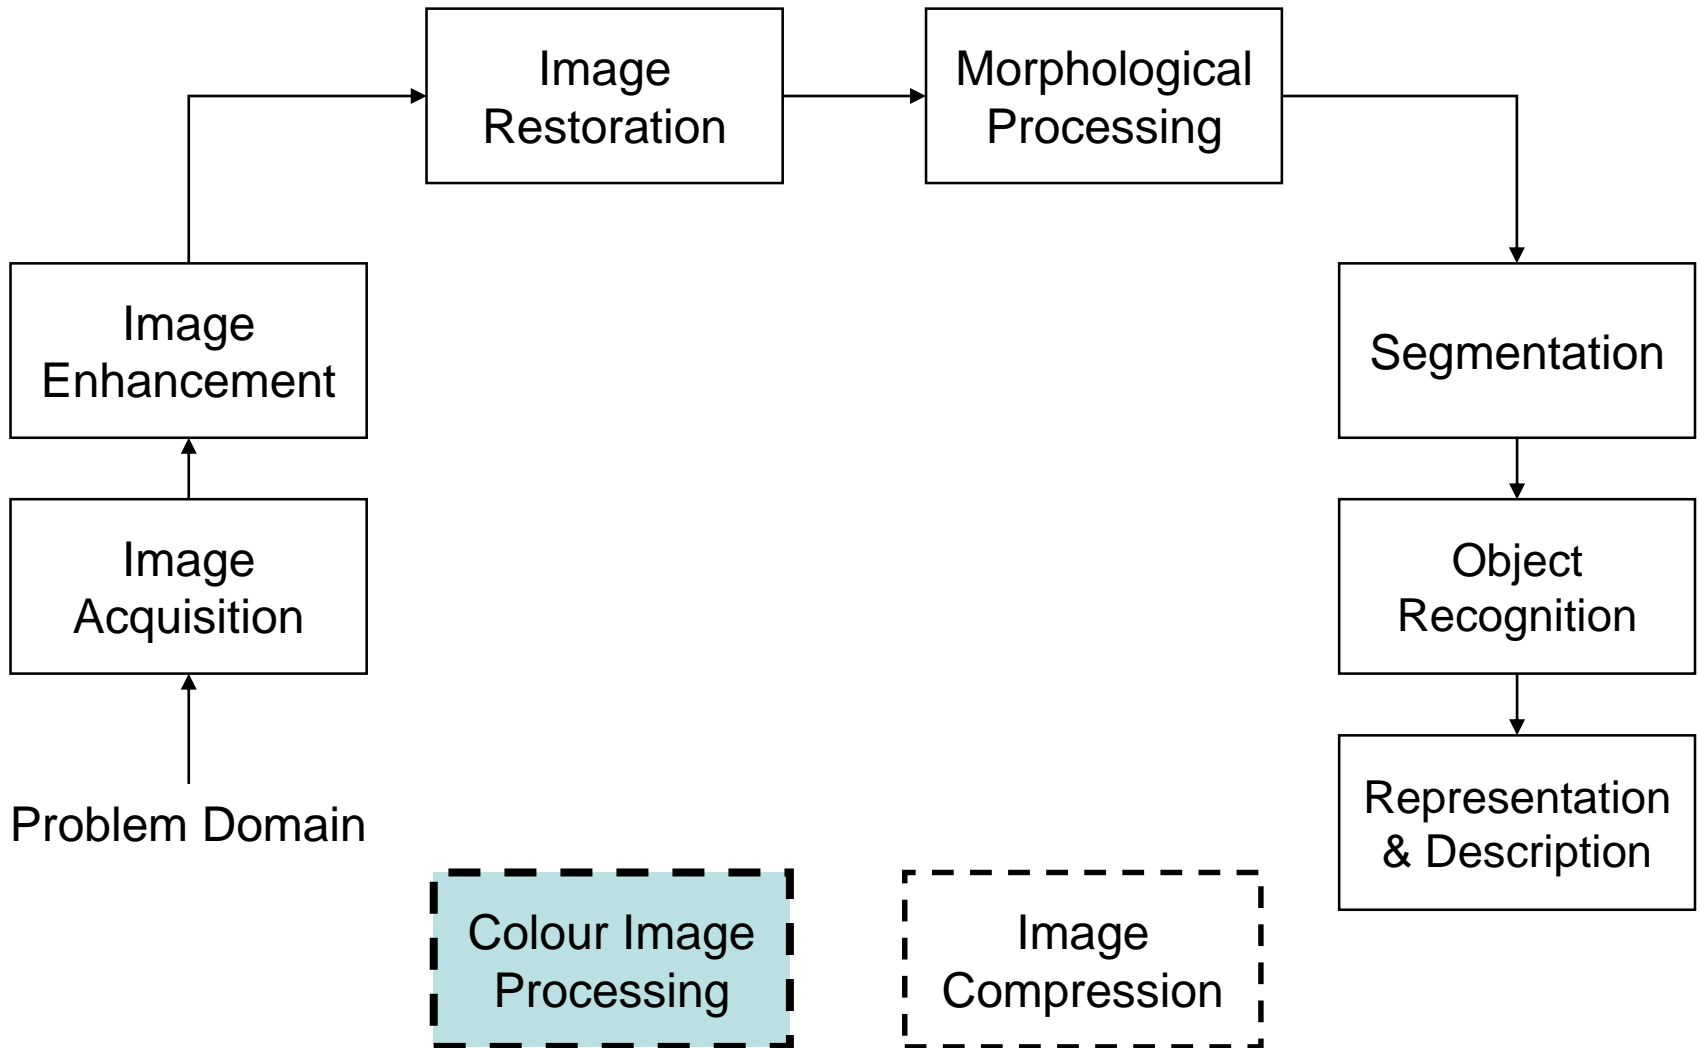 Image
Restoration
Morphological
Processing
Image
Enhancement
Segmentation
Image
Acquisition
Object
Recognition
Problem Domain
Representation
& Description
Colour Image
Processing
Image
Compression